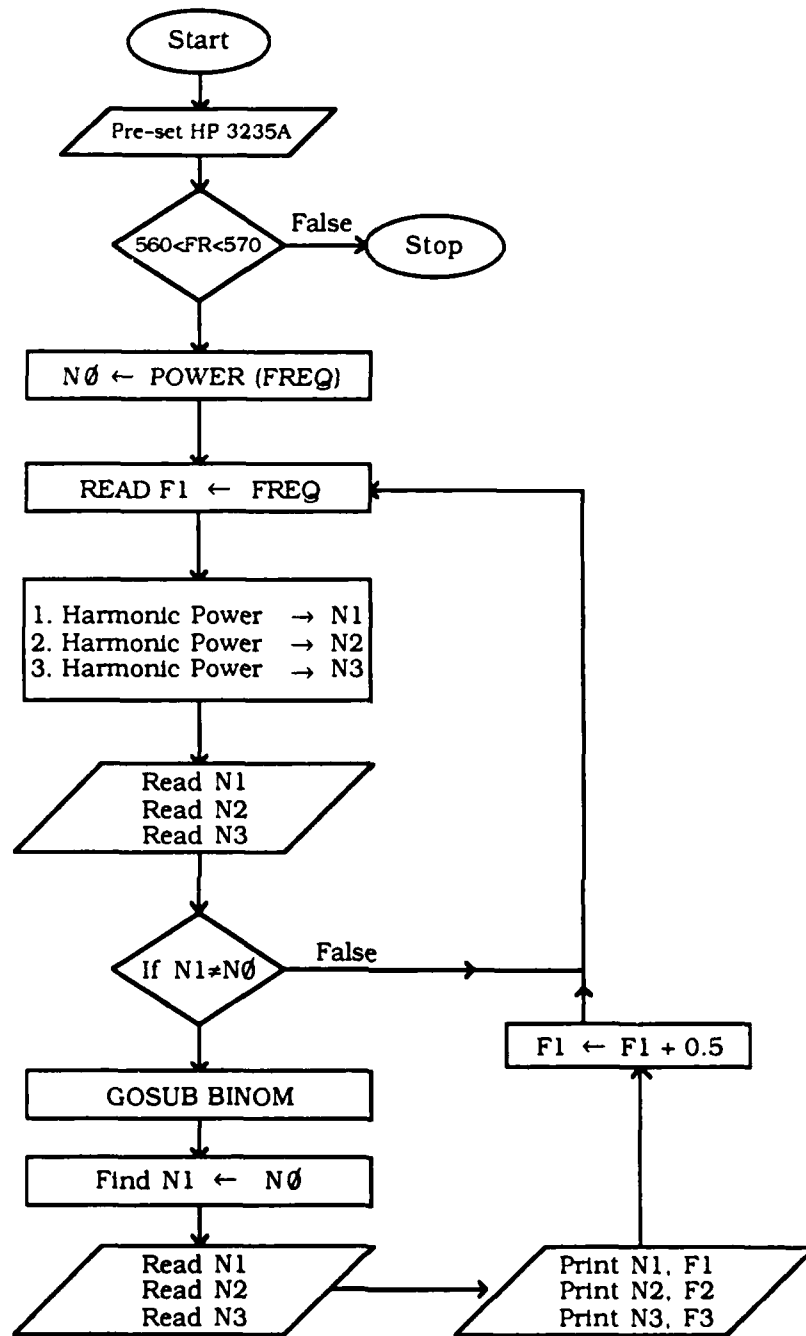 Start
Pre-set HP 3235A
560<FR<570
False
Stop
NØ ← POWER (FREQ)
READ F1 ← FREQ
1. Harmonic Power → N1
2. Harmonic Power → N2
3. Harmonic Power → N3
Read N1
Read N2
Read N3
If N1≠NØ
False
F1 ← F1 + 0.5
GOSUB BINOM
Find N1 ← NØ
Read N1
Read N2
Read N3
Print N1, F1
Print N2, F2
Print N3, F3